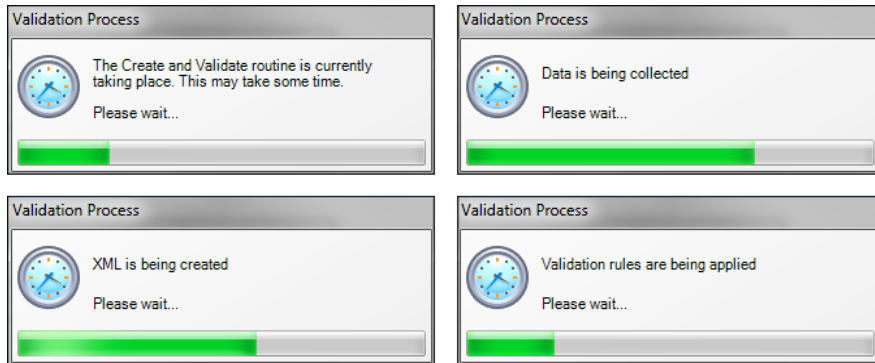 Validation Process
The Create and Validate routine is currently
taking place. This may take some time.
Please wait...
Validation Process
Data is being collected
Please wait...
Validation Process
XML is being created
Please wait...
Validation Process
Validation rules are being applied
Please wait...